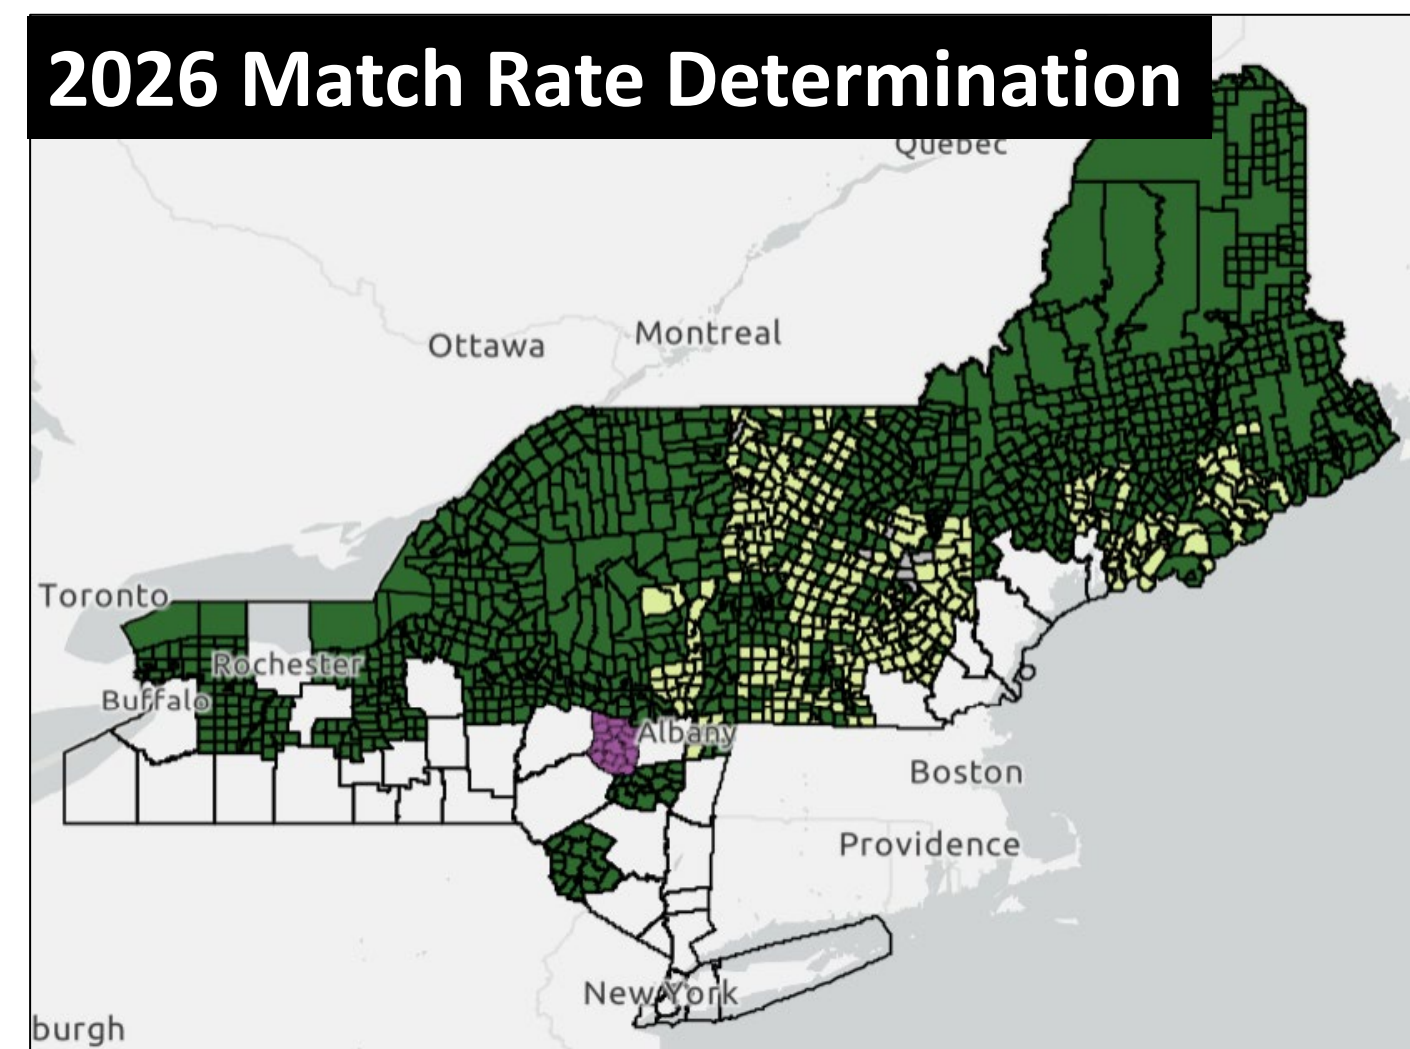 2026 Match Rate Determination
Quebec
Montreal
Ottawa
Toronto
Rochester
Buffalo
Albany
Boston
Providence
New York
burgh